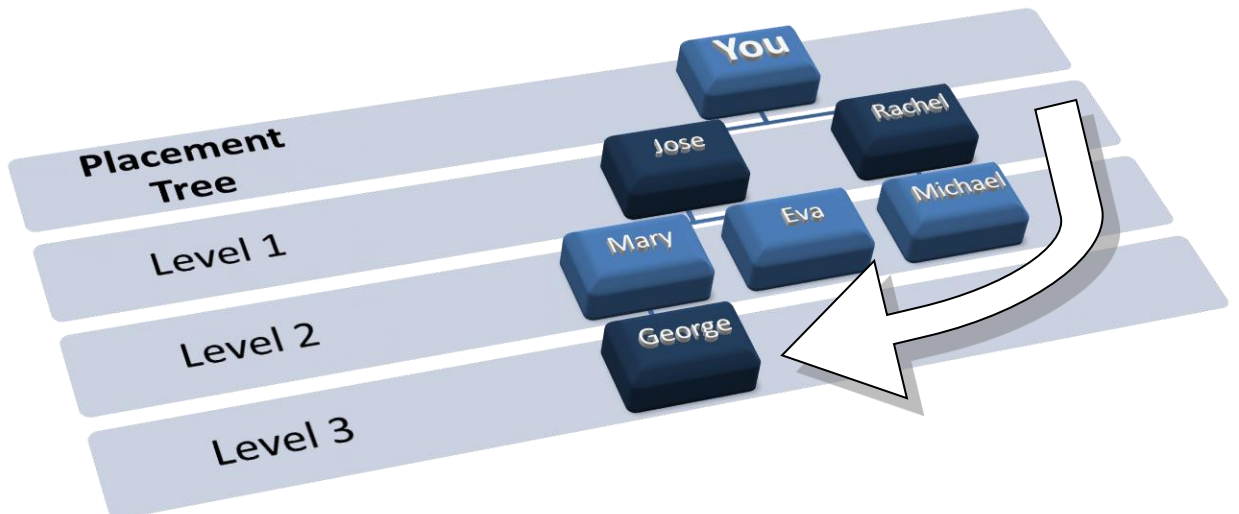 You
Placement
Tree
Jose
Rachel
Level 1
Mary
Eva
Michael
Level 2
George
Level 3